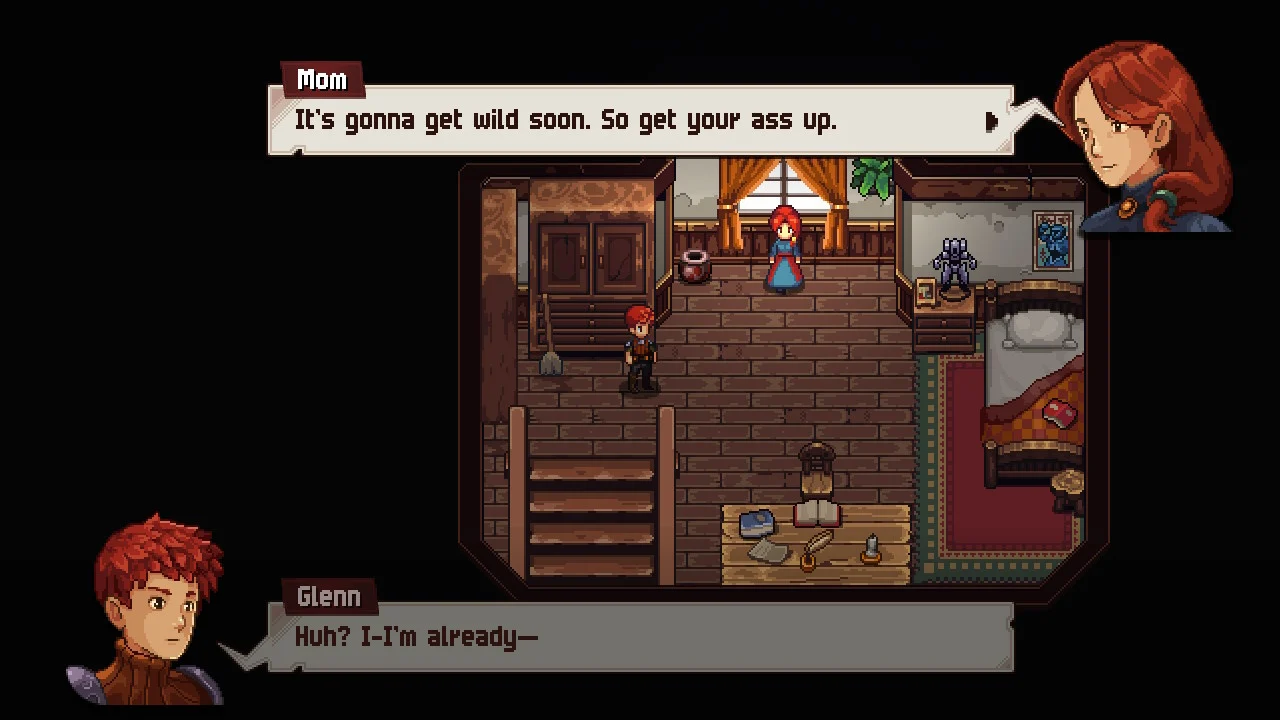 Mom
It's gonna get wild soon. So get your ass up.
Glenn
Huh? I-I'm already—